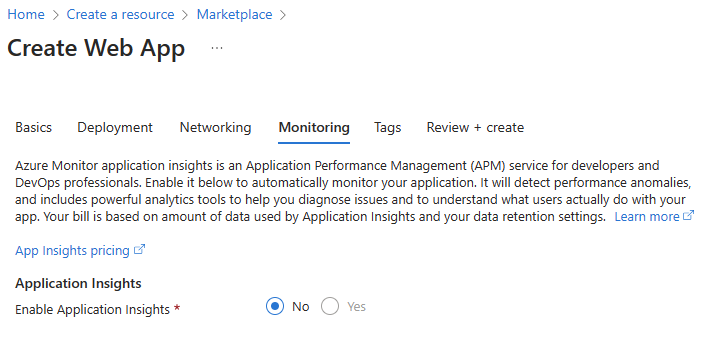 Home > Create a resource > Marketplace >
Create Web App ...
Basics Deployment Networking Monitoring Tags Review + create
Azure Monitor application insights is an Application Performance Management (APM) service for developers and
DevOps professionals. Enable it below to automatically monitor your application. It will detect performance anomalies,
and includes powerful analytics tools to help you diagnose issues and to understand what users actually do with your
app. Your bill is based on amount of data used by Application Insights and your data retention settings. Learn more
App Insights pricing
Application Insights
Enable Application Insights * No Yes